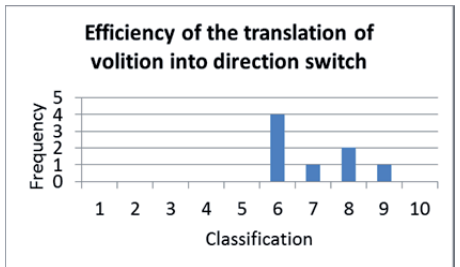 Efficiency of the translation of
volition into direction switch
Frequency
5
4
3
2
1
0
1 2 3 4 5 6 7 8 9 10
Classification